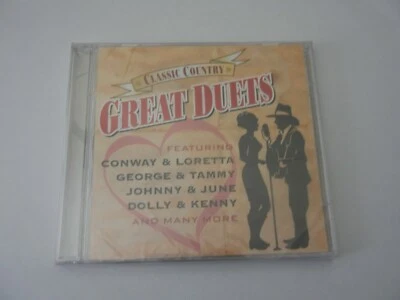 CLASSIC COUNTRY
GREAT DUETS
FEATURING
CONWAY & LORETTA
GEORGE & TAMMY
JOHNNY & JUNE
DOLLY & KENNY
AND MANY MORE